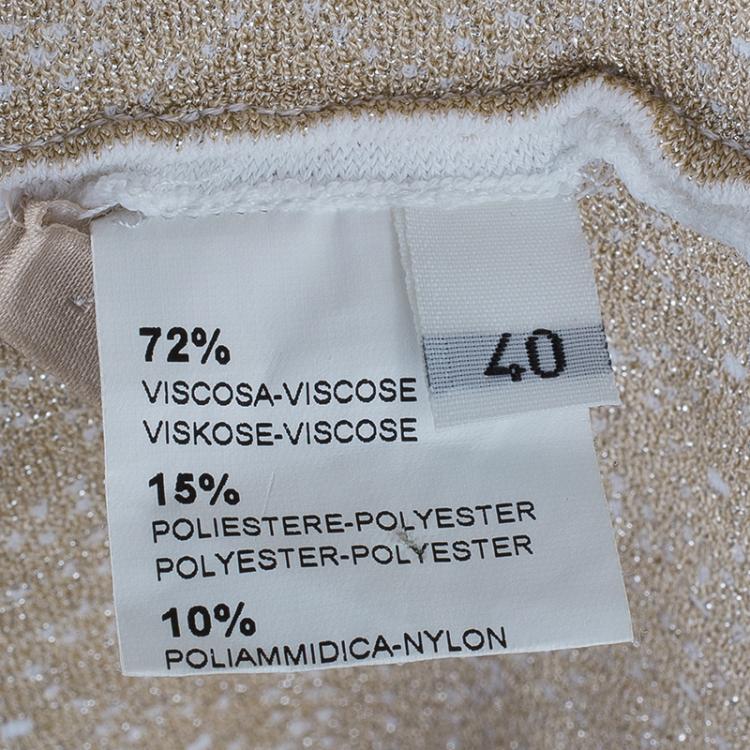 72%
VISCOSA-VISCOSE
VISKOSE-VISCOSE
15%
POLIESTERE-POLYESTER
POLYESTER-POLYESTER
10%
POLIAMMIDICA-NYLON
40